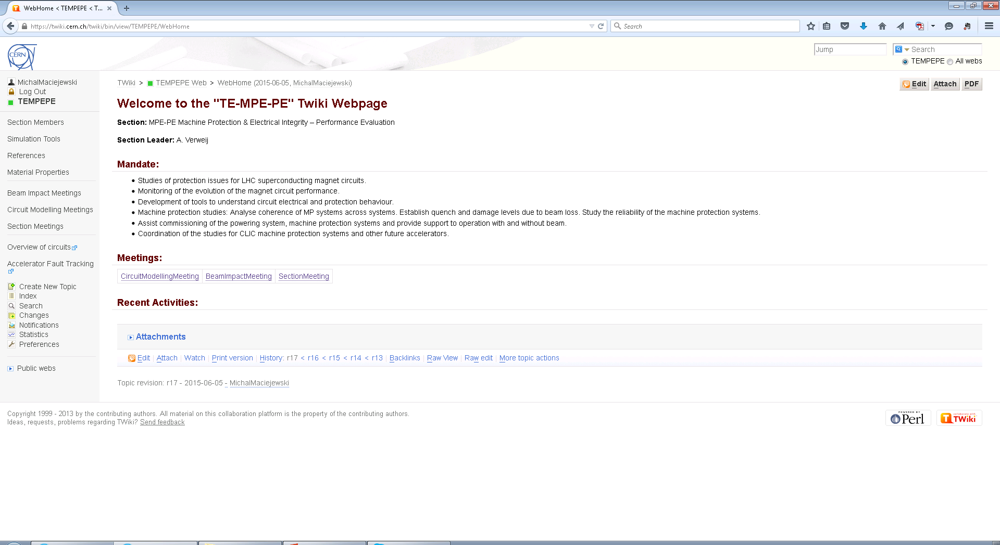 WebHome < TEMPEPE < T...
https://twiki.cern.ch/twiki/bin/view/TEMPEPE/WebHome
Search
CERN
Jump
Search
TEMPEPE All webs
MichalMaciejewski
Log Out
TEMPEPE
Section Members
Simulation Tools
References
Material Properties
Beam Impact Meetings
Circuit Modelling Meetings
Section Meetings
Overview of circuits
Accelerator Fault Tracking
Create New Topic
Index
Search
Changes
Notifications
Statistics
Preferences
Public webs
TWiki > TEMPEPE Web > WebHome (2015-06-05, MichalMaciejewski)
Edit Attach PDF
Welcome to the "TE-MPE-PE" Twiki Webpage
Section: MPE-PE Machine Protection & Electrical Integrity – Performance Evaluation
Section Leader: A. Verweij
Mandate:
• Studies of protection issues for LHC superconducting magnet circuits.
• Monitoring of the evolution of the magnet circuit performance.
• Development of tools to understand circuit electrical and protection behaviour.
• Machine protection studies: Analyse coherence of MP systems across systems. Establish quench and damage levels due to beam loss. Study the reliability of the machine protection systems.
• Assist commissioning of the powering system, machine protection systems and provide support to operation with and without beam.
• Coordination of the studies for CLIC machine protection systems and other future accelerators.
Meetings:
CircuitModellingMeeting BeamImpactMeeting SectionMeeting
Recent Activities:
Attachments
Edit | Attach | Watch | Print version | History: r17 < r16 < r15 < r14 < r13 | Backlinks | Raw View | Raw edit | More topic actions
Topic revision: r17 - 2015-06-05 - MichalMaciejewski
Copyright 1999 - 2013 by the contributing authors. All material on this collaboration platform is the property of the contributing authors.
Ideas, requests, problems regarding TWiki? Send feedback
POWERED BY
Perl
collaborate with
TWiki